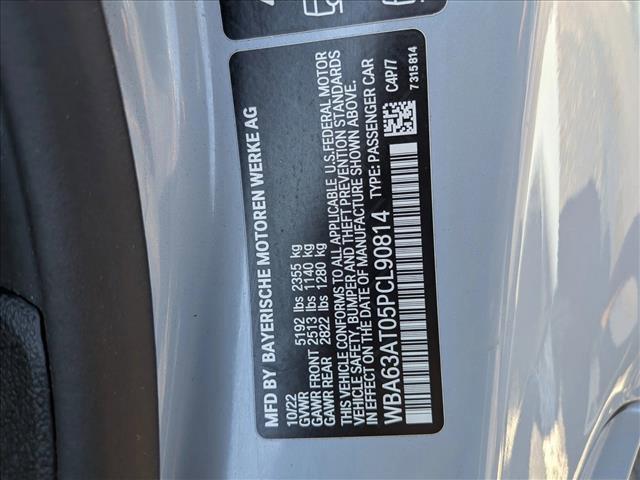 MFD BY BAYERISCHE MOTOREN WERKE AG
10/22
GVWR 5192 lbs 2355 kg
GAWR FRONT 2513 lbs 1140 kg
GAWR REAR 2822 lbs 1280 kg
THIS VEHICLE CONFORMS TO ALL APPLICABLE U.S.FEDERAL MOTOR
VEHICLE SAFETY, BUMPER AND THEFT PREVENTION STANDARDS
IN EFFECT ON THE DATE OF MANUFACTURE SHOWN ABOVE.
WBA63AT05PCL90814 TYPE: PASSENGER CAR
C4P/7
7315814